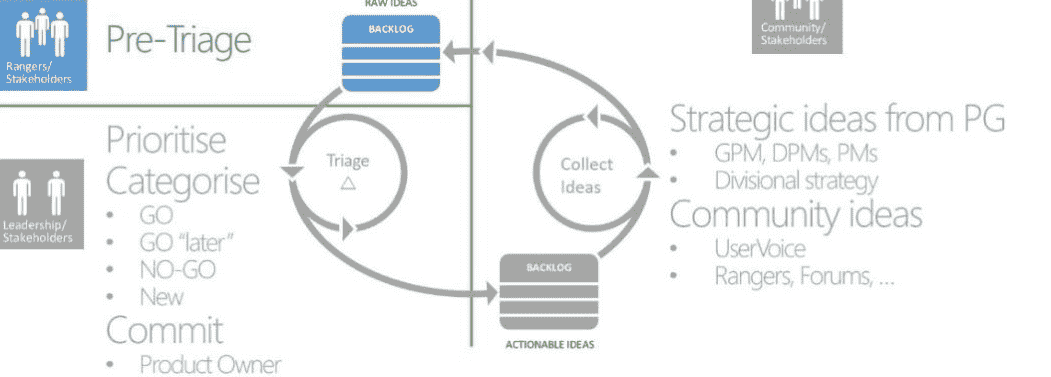 RAW IDEAS
BACKLOG
Rangers/
Stakeholders
Pre-Triage
Community/
Stakeholders
Prioritise
Categorise
• GO
• GO "later"
• NO-GO
• New
Commit
• Product Owner
Leadership/
Stakeholders
Triage
Collect
Ideas
BACKLOG
ACTIONABLE IDEAS
Strategic ideas from PG
• GPM, DPMs, PMs
• Divisional strategy
Community ideas
• UserVoice
• Rangers, Forums, ...